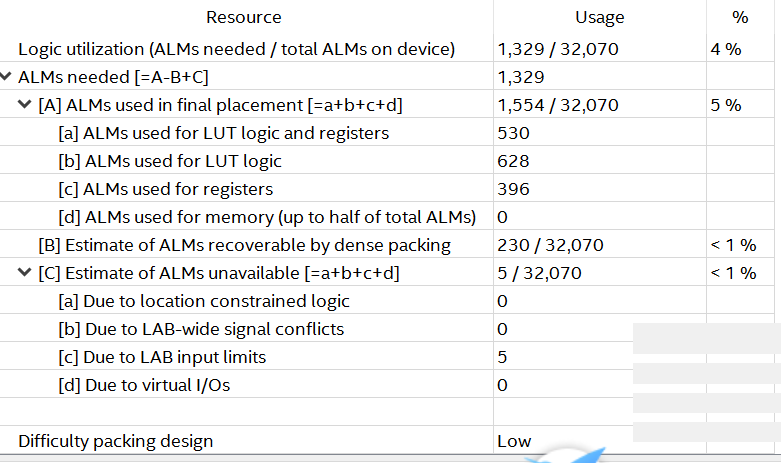 Resource Usage %
Logic utilization (ALMs needed / total ALMs on device) 1,329 / 32,070 4 %
ALMs needed [=A-B+C] 1,329
[A] ALMs used in final placement [=a+b+c+d] 1,554 / 32,070 5 %
[a] ALMs used for LUT logic and registers 530
[b] ALMs used for LUT logic 628
[c] ALMs used for registers 396
[d] ALMs used for memory (up to half of total ALMs) 0
[B] Estimate of ALMs recoverable by dense packing 230 / 32,070 < 1 %
[C] Estimate of ALMs unavailable [=a+b+c+d] 5 / 32,070 < 1 %
[a] Due to location constrained logic 0
[b] Due to LAB-wide signal conflicts 0
[c] Due to LAB input limits 5
[d] Due to virtual I/Os 0
Difficulty packing design Low